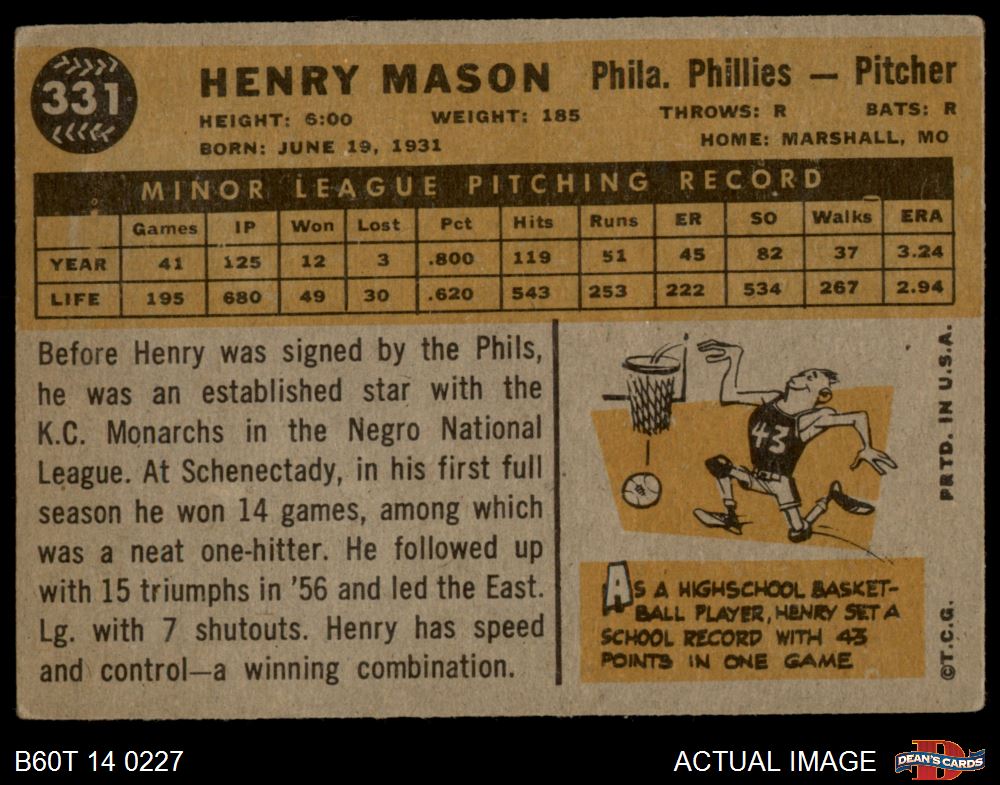 331
HENRY MASON Phila. Phillies — Pitcher
HEIGHT: 6:00 WEIGHT: 185 THROWS: R BATS: R
BORN: JUNE 19, 1931 HOME: MARSHALL, MO
MINOR LEAGUE PITCHING RECORD
Games IP Won Lost Pct Hits Runs ER SO Walks ERA
YEAR 41 125 12 3 .800 119 51 45 82 37 3.24
LIFE 195 680 49 30 .620 543 253 222 534 267 2.94
Before Henry was signed by the Phils,
he was an established star with the
K.C. Monarchs in the Negro National
League. At Schenectady, in his first full
season he won 14 games, among which
was a neat one-hitter. He followed up
with 15 triumphs in '56 and led the East.
Lg. with 7 shutouts. Henry has speed
and control—a winning combination.
43
AS A HIGHSCHOOL BASKET-
BALL PLAYER, HENRY SET A
SCHOOL RECORD WITH 43
POINTS IN ONE GAME
PRTD. IN U.S.A.
©T.C.G.
B60T 14 0227
ACTUAL IMAGE
DEAN'S CARDS